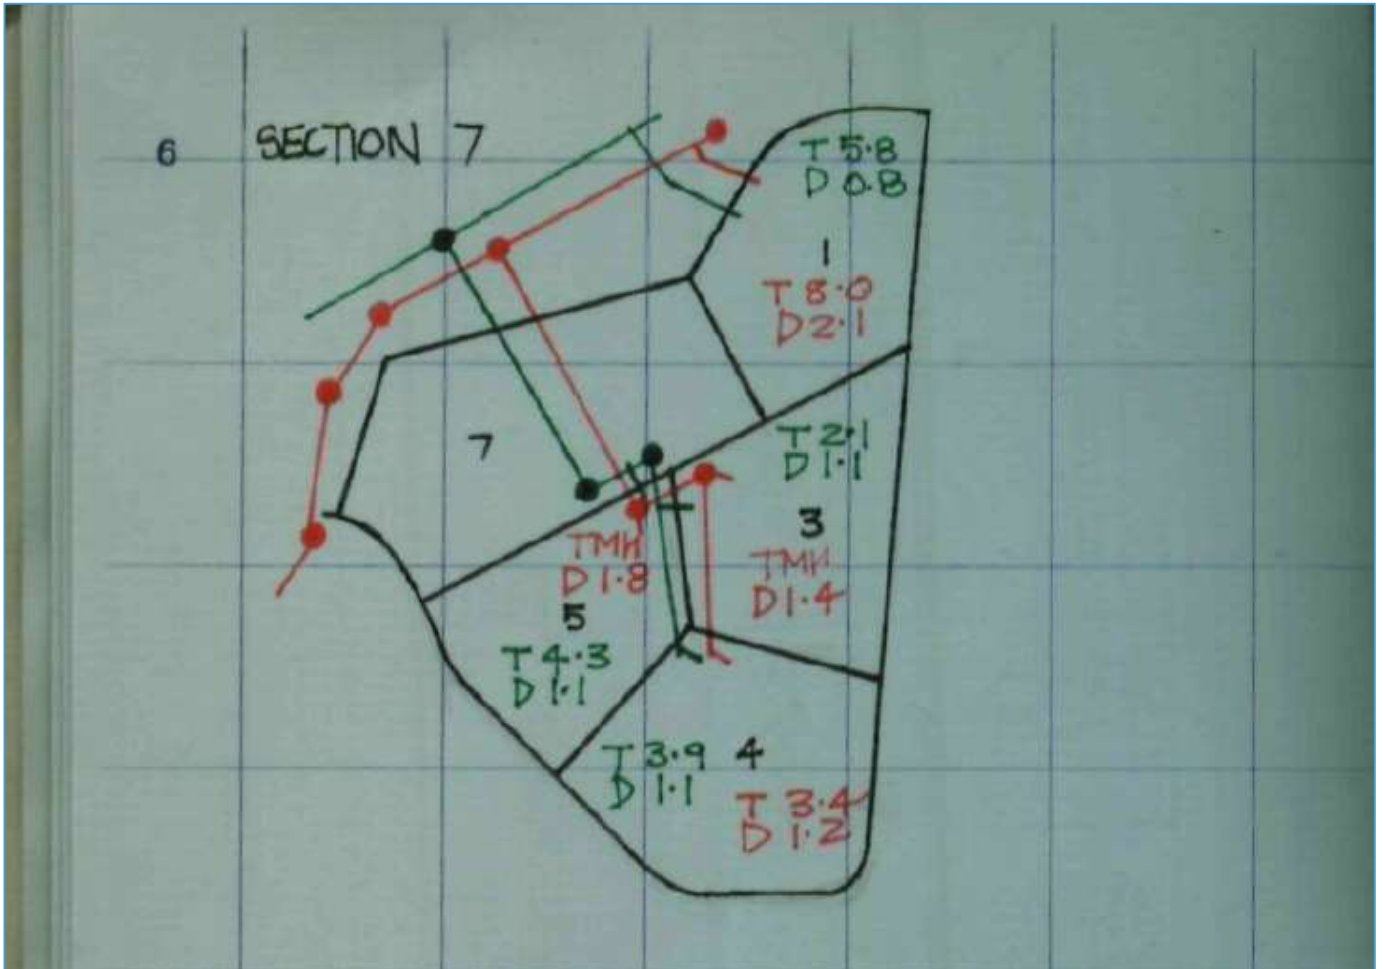 6 SECTION 7
T 5.8
D 0.8
1
T 8.0
D 2.1
7
T 2.1
D 1.1
3
TMH
D 1.4
TMH
D 1.8
5
T 4.3
D 1.1
T 3.9 4
D 1.1
T 3.4
D 1.2